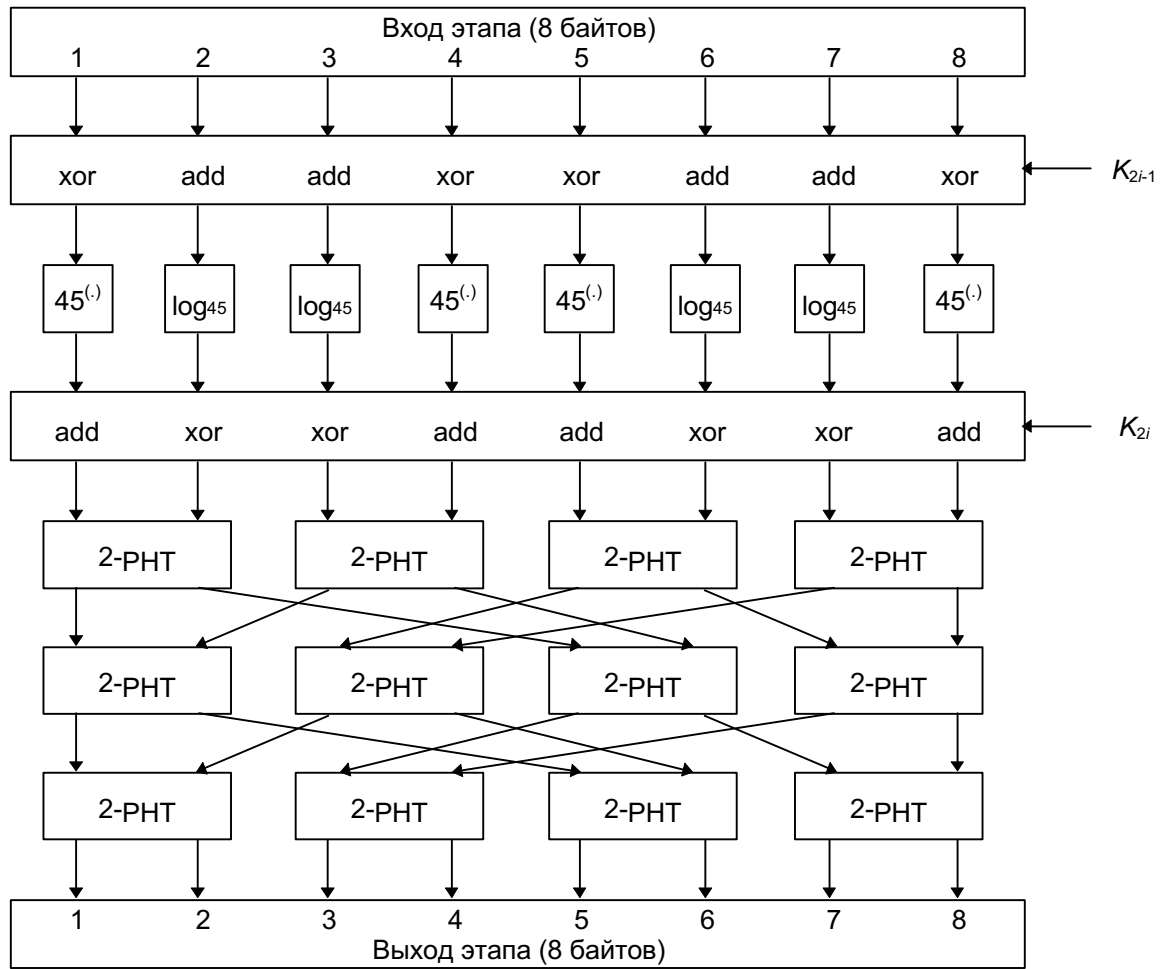 Вход этапа (8 байтов)
1 2 3 4 5 6 7 8
xor add add xor xor add add xor
K2i-1
45(.) log45 log45 45(.) 45(.) log45 log45 45(.)
add xor xor add add xor xor add
K2i
2-PHT 2-PHT 2-PHT 2-PHT
2-PHT 2-PHT 2-PHT 2-PHT
2-PHT 2-PHT 2-PHT 2-PHT
1 2 3 4 5 6 7 8
Выход этапа (8 байтов)